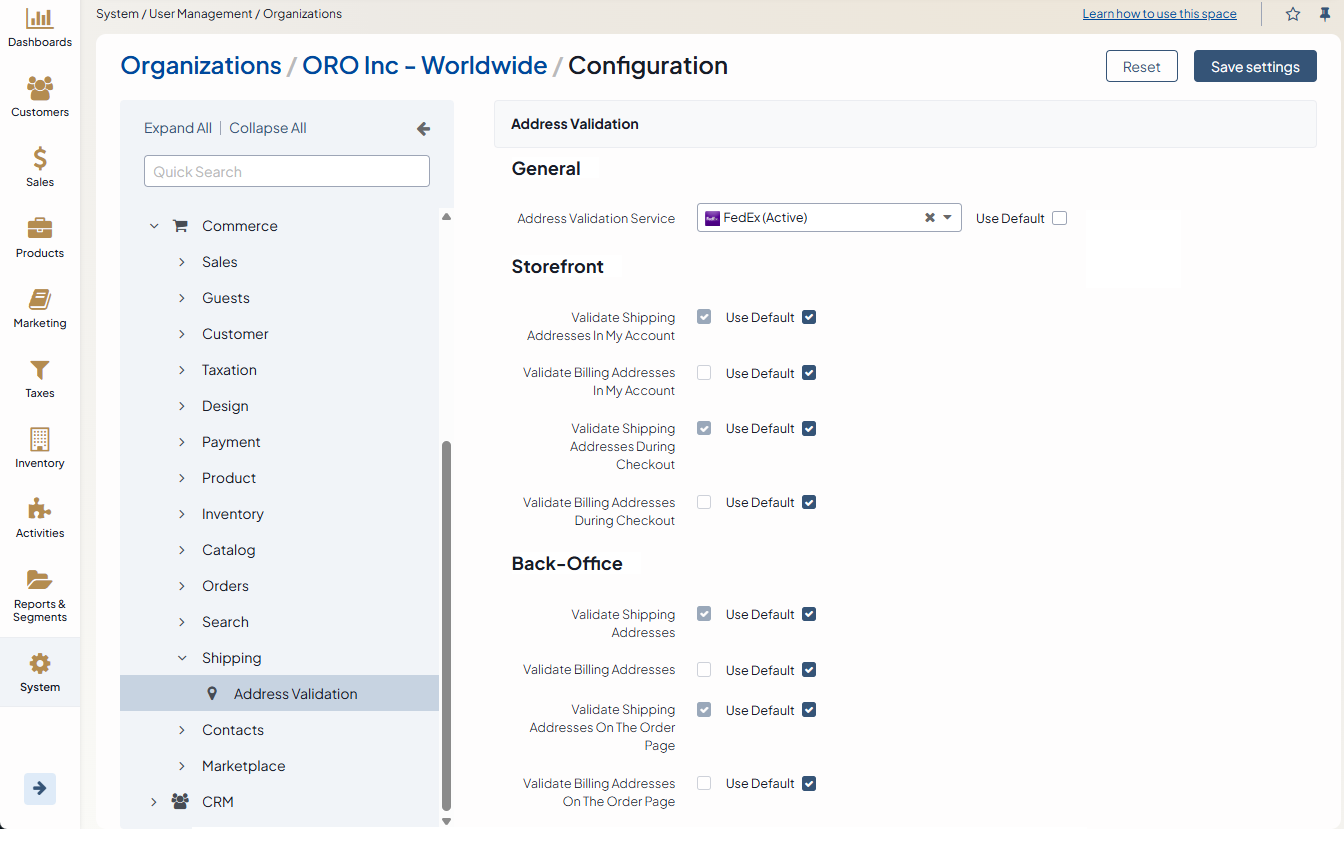 System / User Management / Organizations
Learn how to use this space
Dashboards
Customers
Sales
Products
Marketing
Taxes
Inventory
Activities
Reports &
Segments
System
Organizations / ORO Inc - Worldwide / Configuration
Reset
Save settings
Expand All | Collapse All
Quick Search
Commerce
Sales
Guests
Customer
Taxation
Design
Payment
Product
Inventory
Catalog
Orders
Search
Shipping
Address Validation
Contacts
Marketplace
CRM
Address Validation
General
Address Validation Service
FedEx (Active)
Use Default
Storefront
Validate Shipping
Addresses In My Account
Use Default
Validate Billing Addresses
In My Account
Use Default
Validate Shipping
Addresses During
Checkout
Use Default
Validate Billing Addresses
During Checkout
Use Default
Back-Office
Validate Shipping
Addresses
Use Default
Validate Billing Addresses
Use Default
Validate Shipping
Addresses On The Order
Page
Use Default
Validate Billing Addresses
On The Order Page
Use Default